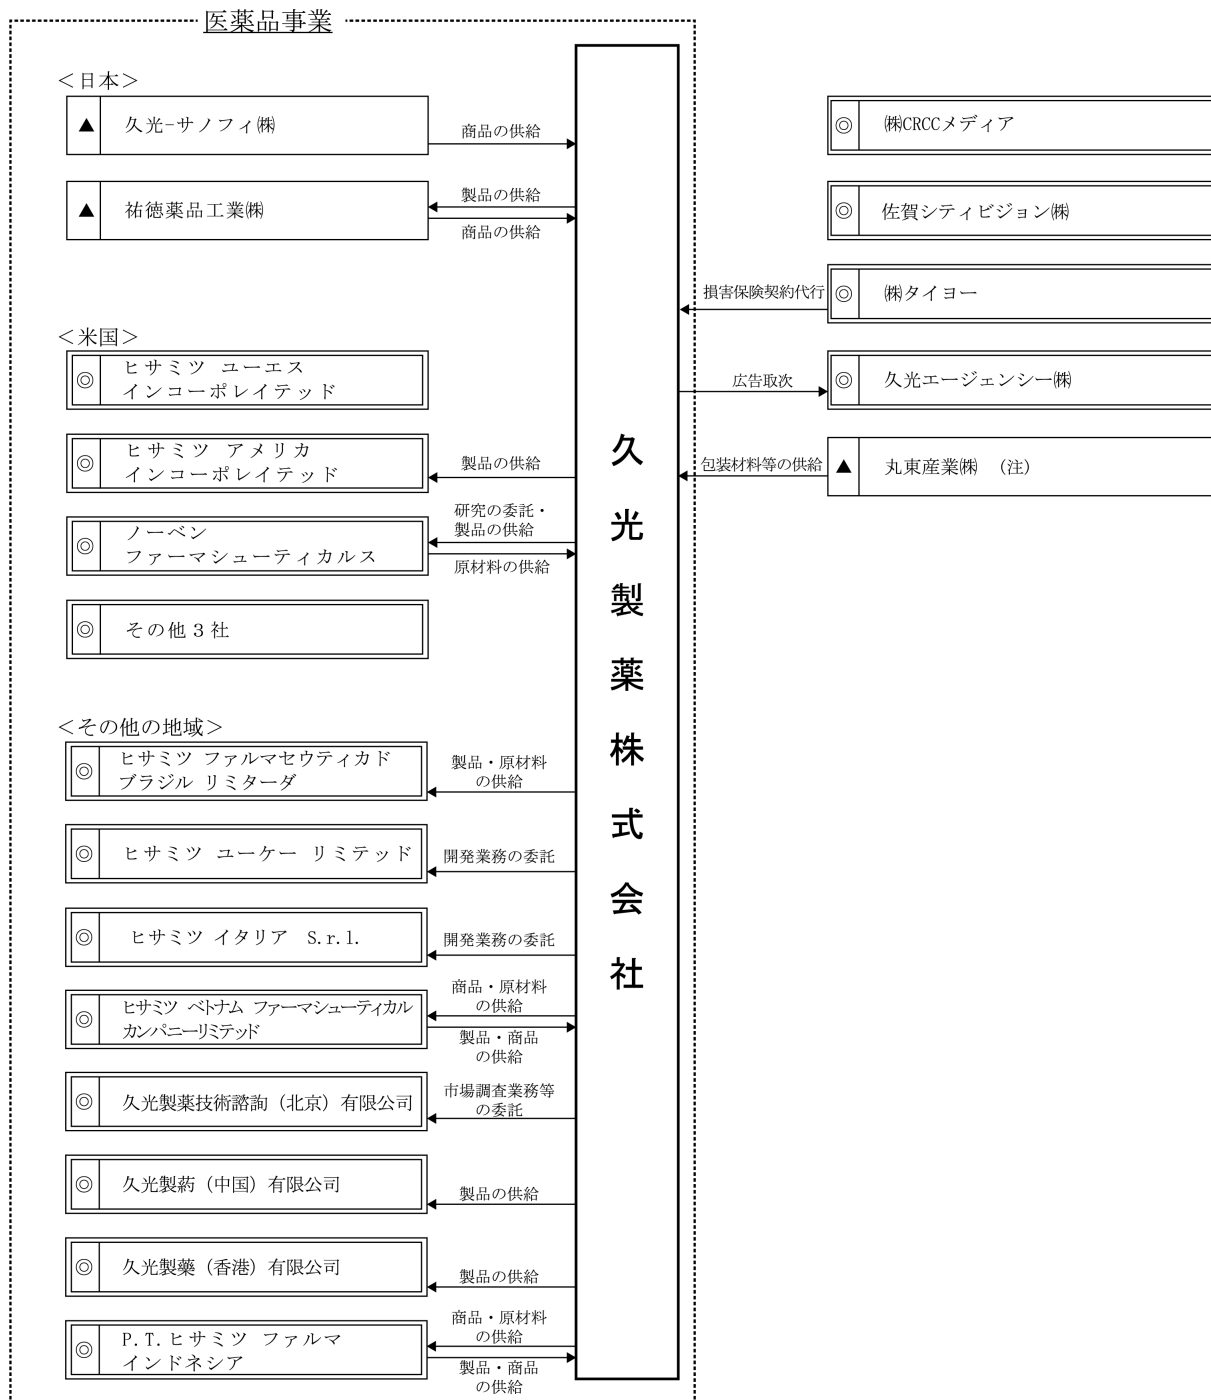 医薬品事業
＜日本＞
▲ 久光-サノフィ㈱
商品の供給
▲ 祐徳薬品工業㈱
製品の供給
商品の供給
＜米国＞
◎ ヒサミツ ユーエス
インコーポレイテッド
◎ ヒサミツ アメリカ
インコーポレイテッド
製品の供給
◎ ノーベン
ファーマシューティカルス
研究の委託・
製品の供給
原材料の供給
◎ その他３社
＜その他の地域＞
◎ ヒサミツ ファルマセウティカド
ブラジル リミターダ
製品・原材料
の供給
◎ ヒサミツ ユーケー リミテッド
開発業務の委託
◎ ヒサミツ イタリア S.r.l.
開発業務の委託
◎ ヒサミツ ベトナム ファーマシューティカル
カンパニーリミテッド
商品・原材料
の供給
製品・商品
の供給
◎ 久光製薬技術諮詢（北京）有限公司
市場調査業務等
の委託
◎ 久光製葯（中国）有限公司
製品の供給
◎ 久光製藥（香港）有限公司
製品の供給
◎ P.T.ヒサミツ ファルマ
インドネシア
商品・原材料
の供給
製品・商品
の供給
久光製薬株式会社
◎ ㈱CRCCメディア
◎ 佐賀シティビジョン㈱
◎ ㈱タイヨー
損害保険契約代行
◎ 久光エージェンシー㈱
広告取次
▲ 丸東産業㈱ （注）
包装材料等の供給